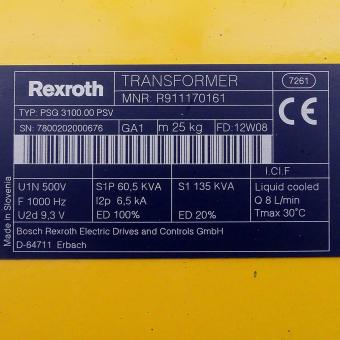 Rexroth
TRANSFORMER
MNR: R911170161
7261
CE
TYP: PSG 3100.00 PSV
SN: 7800202000676 GA1 m 25 kg FD:12W08
I.Cl.F
U1N 500V S1P 60,5 KVA S1 135 KVA Liquid cooled
F 1000 Hz I2p 6,5 kA Q 8 L/min
U2d 9,3 V ED 100% ED 20% Tmax 30°C
Bosch Rexroth Electric Drives and Controls GmbH
D-64711 Erbach
Made in Slovenia